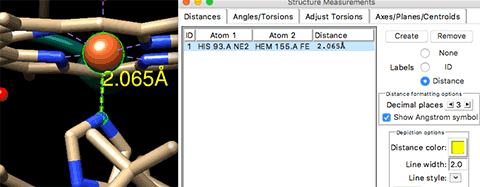 Structure Measurements
Distances Angles/Torsions Adjust Torsions Axes/Planes/Centroids
ID Atom 1 Atom 2 Distance
1 HIS 93.A NE2 HEM 155.A FE 2.065Å
2.065Å
Create Remove
None
Labels ID
Distance
Distance formatting options
Decimal places 3
Show Angstrom symbol
Depiction options
Distance color:
Line width: 2.0
Line style: